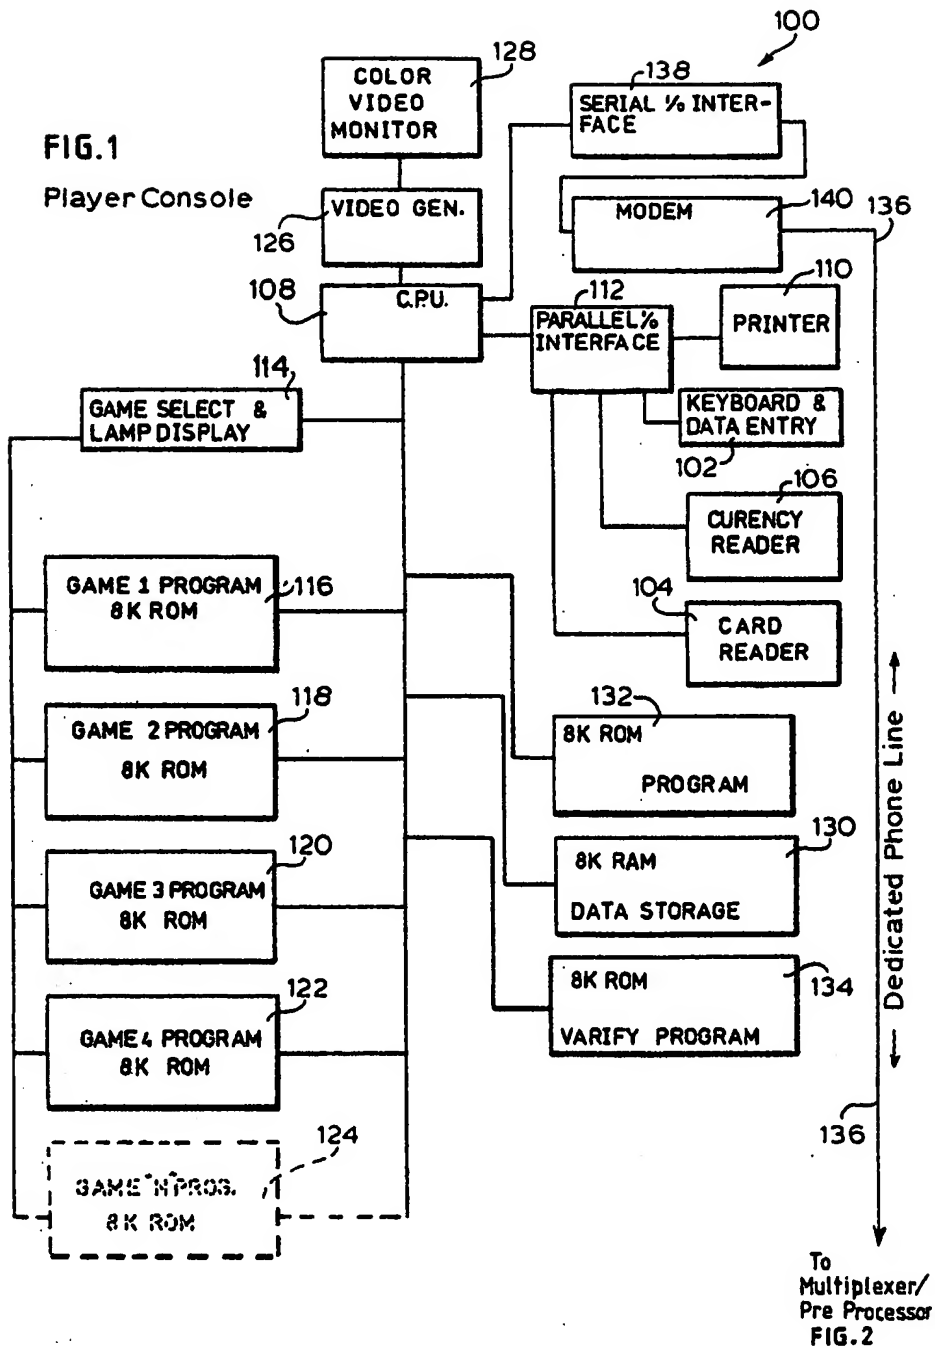 100
COLOR
VIDEO
MONITOR
128
138
SERIAL I/O INTER-
FACE
FIG.1
Player Console
VIDEO GEN.
126
MODEM
140
136
108
C.P.U.
112
PARALLEL I/O
INTERFACE
110
PRINTER
114
GAME SELECT &
LAMP DISPLAY
KEYBOARD &
DATA ENTRY
102
106
CURENCY
READER
GAME 1 PROGRAM
8K ROM
116
104
CARD
READER
118
GAME 2 PROGRAM
8K ROM
132
8K ROM
PROGRAM
120
GAME 3 PROGRAM
8K ROM
130
8K RAM
DATA STORAGE
122
GAME 4 PROGRAM
8K ROM
8K ROM
134
VARIFY PROGRAM
Dedicated Phone Line
136
124
GAME "N" PROG.
8K ROM
To
Multiplexer/
Pre Processor
FIG.2